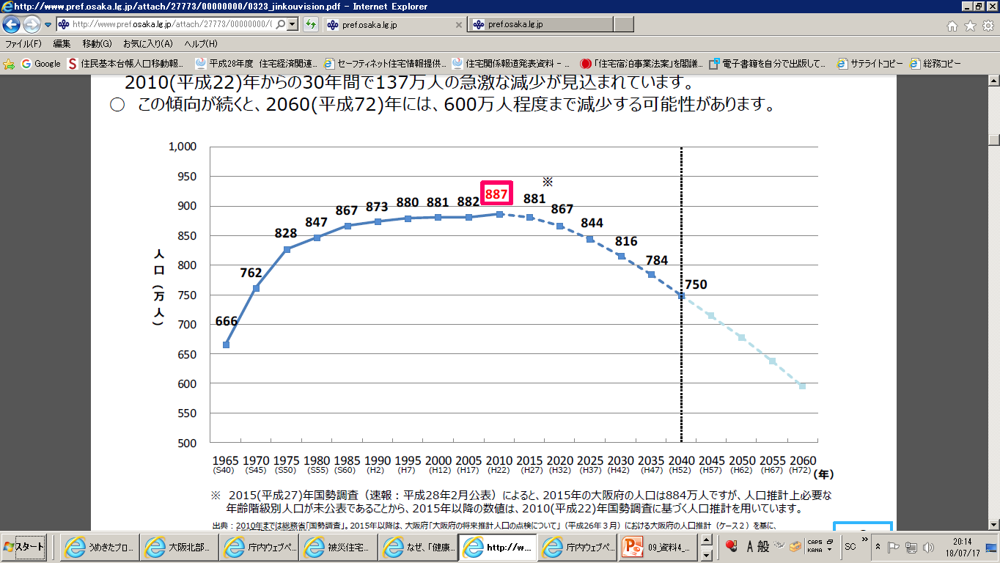 http://www.pref.osaka.lg.jp/attach/27773/00000000/0323_jinkouvision.pdf - Internet Explorer
http://www.pref.osaka.lg.jp/attach/27773/00000000/
pref.osaka.lg.jp
pref.osaka.lg.jp
ファイル(F) 編集 移動(G) お気に入り(A) ヘルプ(H)
Google 住民基本台帳人口移動報... 平成28年度 住宅経済関連... セーフティネット住宅情報提供... 住宅関係報道発表資料 - ... 「住宅宿泊事業法案」を閣議... 電子書籍を自分で出版して... サテライトコピー 総務コピー
2010(平成22)年からの30年間で137万人の急激な減少が見込まれています。
○ この傾向が続くと、2060(平成72)年には、600万人程度まで減少する可能性があります。
1,000
950
900
850
800
750
700
650
600
550
500
人口(万人)
666 762 828 847 867 873 880 881 882 887 881 ※ 867 844 816 784 750
1965 1970 1975 1980 1985 1990 1995 2000 2005 2010 2015 2020 2025 2030 2035 2040 2045 2050 2055 2060
(S40) (S45) (S50) (S55) (S60) (H2) (H7) (H12) (H17) (H22) (H27) (H32) (H37) (H42) (H47) (H52) (H57) (H62) (H67) (H72) (年)
※ 2015(平成27)年国勢調査（速報：平成28年2月公表）によると、2015年の大阪府の人口は884万人ですが、人口推計上必要な
年齢階級別人口が未公表であることから、2015年以降の数値は、2010(平成22)年国勢調査に基づく人口推計を用いています。
出典：2010年までは総務省「国勢調査」。2015年以降は、大阪府「大阪府の将来推計人口の点検について」（平成26年３月）における大阪府の人口推計（ケース２）を基に、
スタート うめきたプロ... 大阪北部... 庁内ウェブペ... 被災住宅... なぜ、「健康... http://w... 庁内ウェブペ... 09_資料4_... A 般 CAPS KANA SC 20:14
18/07/17